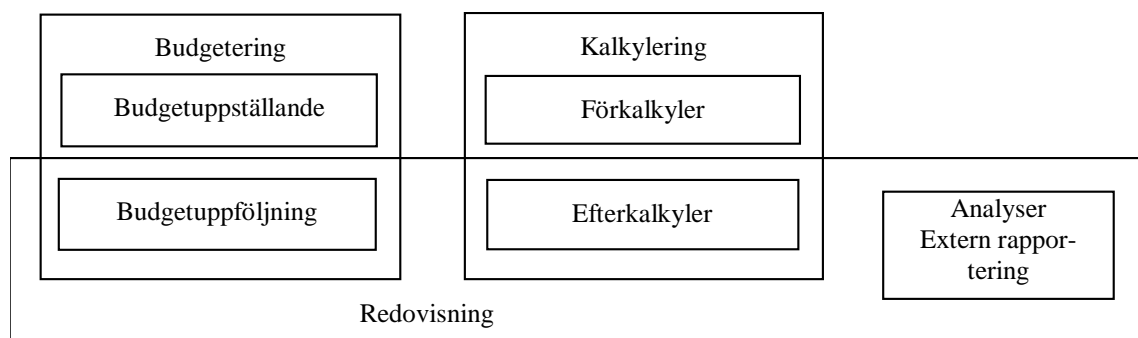 Budgetering
Budgetuppställande
Budgetuppföljning
Kalkylering
Förkalkyler
Efterkalkyler
Analyser
Extern rappor-
tering
Redovisning